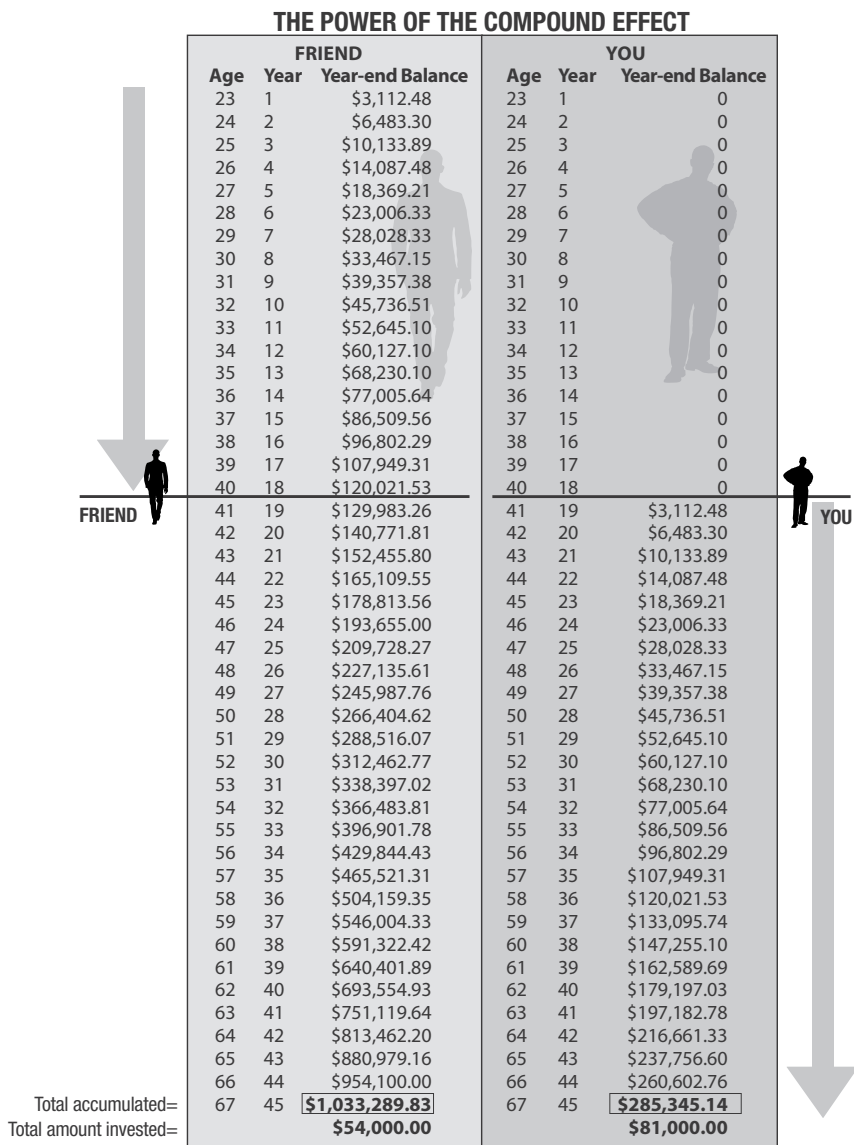 THE POWER OF THE COMPOUND EFFECT
FRIEND YOU
Age Year Year-end Balance Age Year Year-end Balance
23 1 $3,112.48 23 1 0
24 2 $6,483.30 24 2 0
25 3 $10,133.89 25 3 0
26 4 $14,087.48 26 4 0
27 5 $18,369.21 27 5 0
28 6 $23,006.33 28 6 0
29 7 $28,028.33 29 7 0
30 8 $33,467.15 30 8 0
31 9 $39,357.38 31 9 0
32 10 $45,736.51 32 10 0
33 11 $52,645.10 33 11 0
34 12 $60,127.10 34 12 0
35 13 $68,230.10 35 13 0
36 14 $77,005.64 36 14 0
37 15 $86,509.56 37 15 0
38 16 $96,802.29 38 16 0
39 17 $107,949.31 39 17 0
40 18 $120,021.53 40 18 0
FRIEND 41 19 $129,983.26 41 19 $3,112.48 YOU
42 20 $140,771.81 42 20 $6,483.30
43 21 $152,455.80 43 21 $10,133.89
44 22 $165,109.55 44 22 $14,087.48
45 23 $178,813.56 45 23 $18,369.21
46 24 $193,655.00 46 24 $23,006.33
47 25 $209,728.27 47 25 $28,028.33
48 26 $227,135.61 48 26 $33,467.15
49 27 $245,987.76 49 27 $39,357.38
50 28 $266,404.62 50 28 $45,736.51
51 29 $288,516.07 51 29 $52,645.10
52 30 $312,462.77 52 30 $60,127.10
53 31 $338,397.02 53 31 $68,230.10
54 32 $366,483.81 54 32 $77,005.64
55 33 $396,901.78 55 33 $86,509.56
56 34 $429,844.43 56 34 $96,802.29
57 35 $465,521.31 57 35 $107,949.31
58 36 $504,159.35 58 36 $120,021.53
59 37 $546,004.33 59 37 $133,095.74
60 38 $591,322.42 60 38 $147,255.10
61 39 $640,401.89 61 39 $162,589.69
62 40 $693,554.93 62 40 $179,197.03
63 41 $751,119.64 63 41 $197,182.78
64 42 $813,462.20 64 42 $216,661.33
65 43 $880,979.16 65 43 $237,756.60
66 44 $954,100.00 66 44 $260,602.76
Total accumulated= 67 45 $1,033,289.83 67 45 $285,345.14
Total amount invested= $54,000.00 $81,000.00